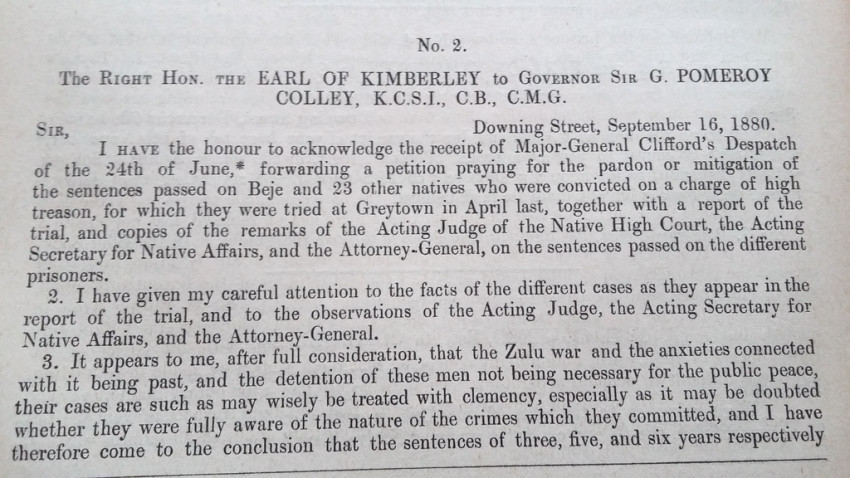 No. 2.
The RIGHT HON. THE EARL OF KIMBERLEY to GOVERNOR SIR G. POMEROY
COLLEY, K.C.S.I., C.B., C.M.G.
SIR, Downing Street, September 16, 1880.
I HAVE the honour to acknowledge the receipt of Major-General Clifford's Despatch
of the 24th of June,* forwarding a petition praying for the pardon or mitigation of
the sentences passed on Beje and 23 other natives who were convicted on a charge of high
treason, for which they were tried at Greytown in April last, together with a report of the
trial, and copies of the remarks of the Acting Judge of the Native High Court, the Acting
Secretary for Native Affairs, and the Attorney-General, on the sentences passed on the different
prisoners.
2. I have given my careful attention to the facts of the different cases as they appear in the
report of the trial, and to the observations of the Acting Judge, the Acting Secretary for
Native Affairs, and the Attorney-General.
3. It appears to me, after full consideration, that the Zulu war and the anxieties connected
with it being past, and the detention of these men not being necessary for the public peace,
their cases are such as may wisely be treated with clemency, especially as it may be doubted
whether they were fully aware of the nature of the crimes which they committed, and I have
therefore come to the conclusion that the sentences of three, five, and six years respectively